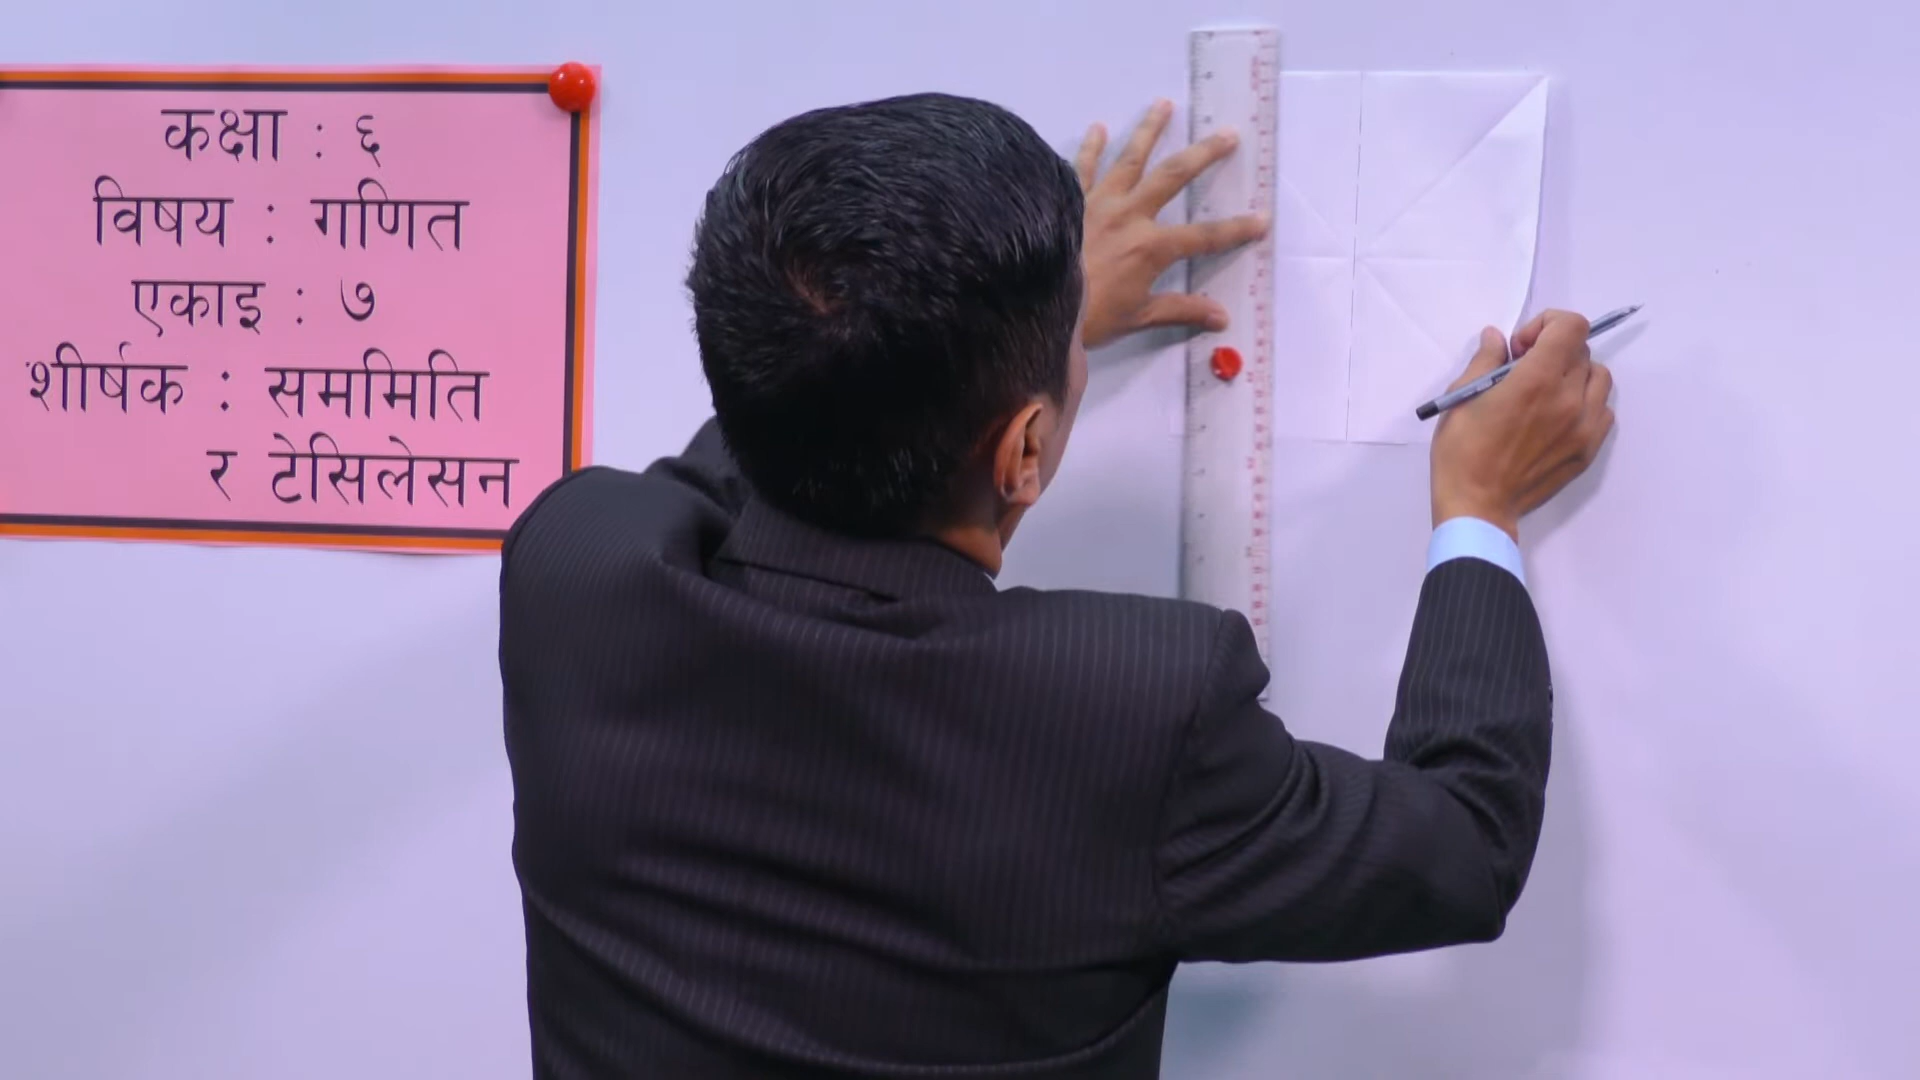 कक्षा : ६
विषय : गणित
एकाइ : ७
शीर्षक : सममिति
र टेसिलेसन